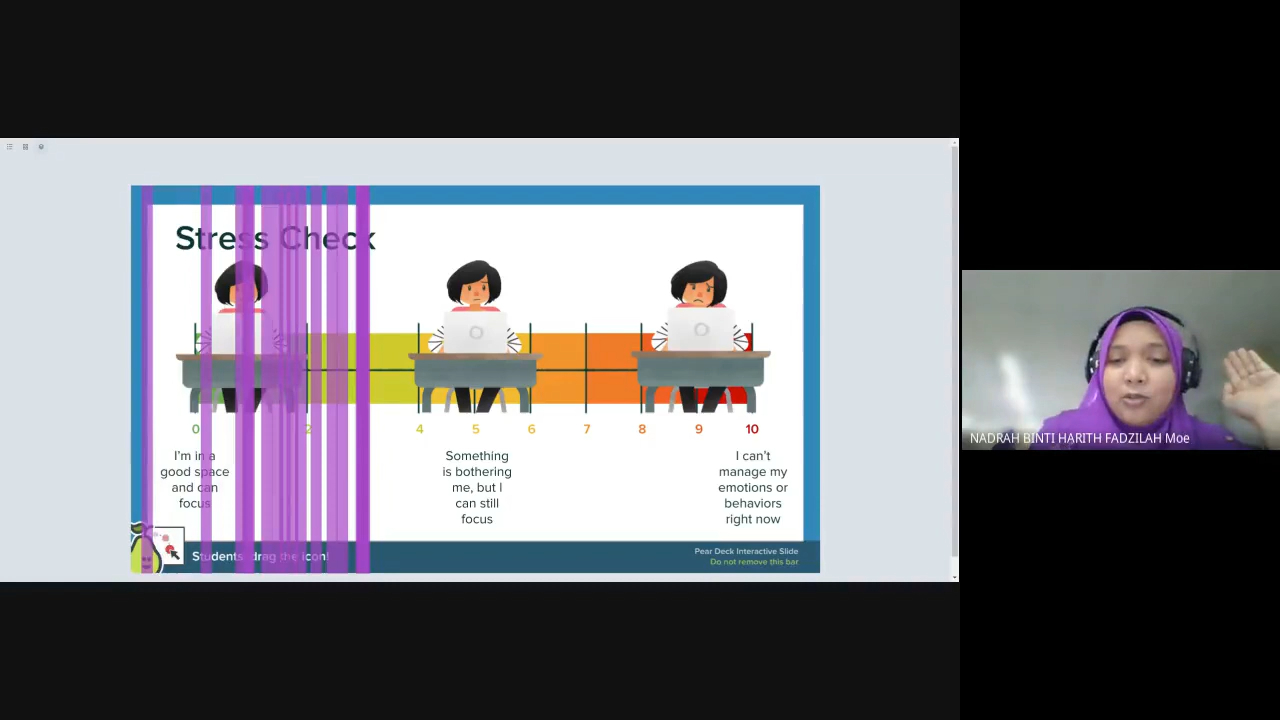 Stress Check
0
2
4
5
6
7
8
9
10
I'm in a
good space
and can
focus
Something
is bothering
me, but I
can still
focus
I can't
manage my
emotions or
behaviors
right now
Students, drag the icon!
Pear Deck Interactive Slide
Do not remove this bar
NADRAH BINTI HARITH FADZILAH Moe